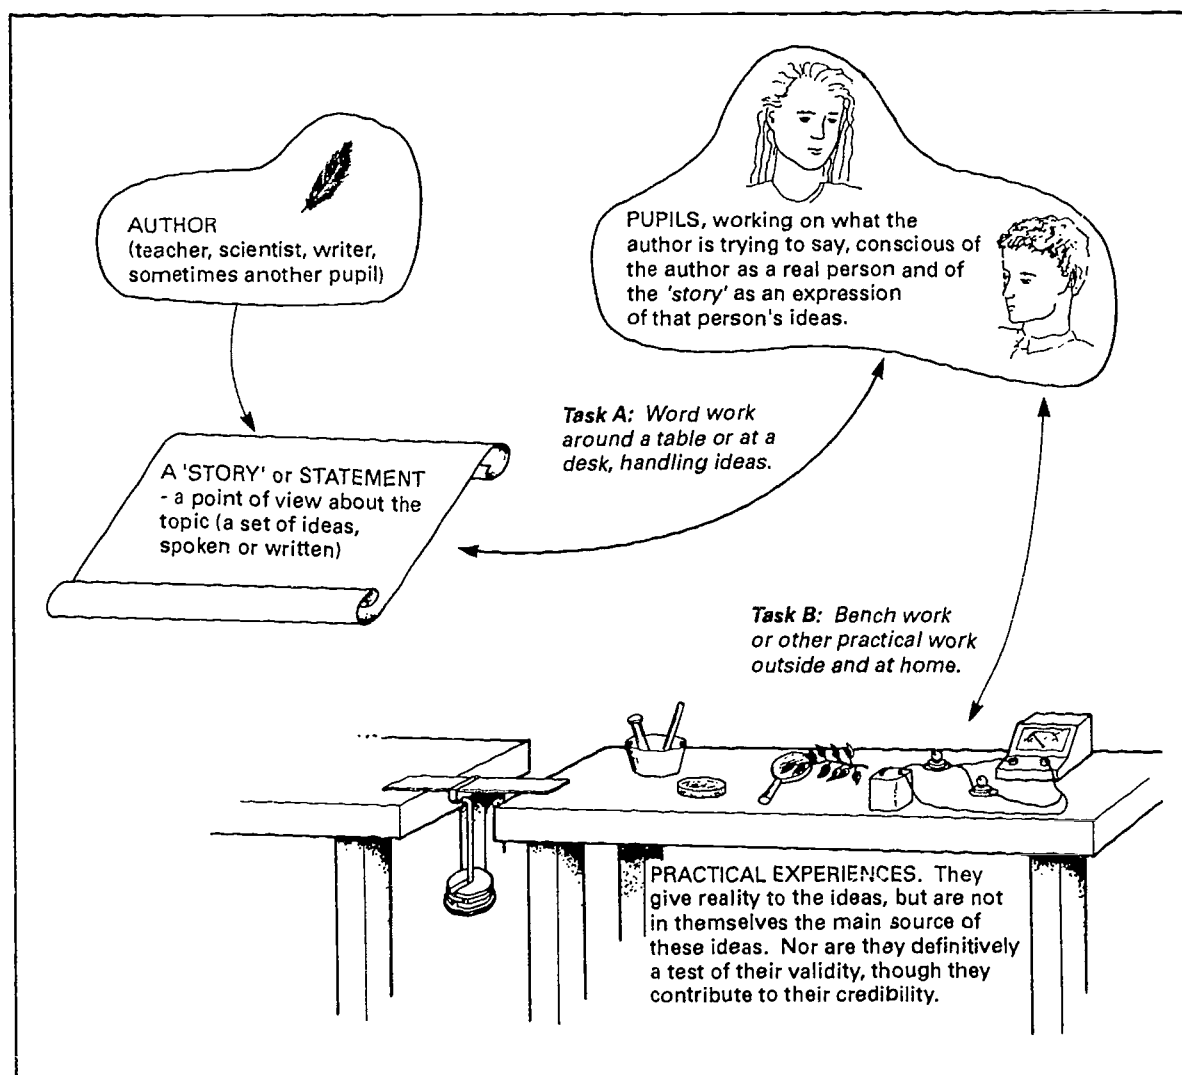 AUTHOR
(teacher, scientist, writer,
sometimes another pupil)
PUPILS, working on what the
author is trying to say, conscious of
the author as a real person and of
the 'story' as an expression
of that person's ideas.
Task A: Word work
around a table or at a
desk, handling ideas.
A 'STORY' or STATEMENT
- a point of view about the
topic (a set of ideas,
spoken or written)
Task B: Bench work
or other practical work
outside and at home.
PRACTICAL EXPERIENCES. They
give reality to the ideas, but are not
in themselves the main source of
these ideas. Nor are they definitively
a test of their validity, though they
contribute to their credibility.